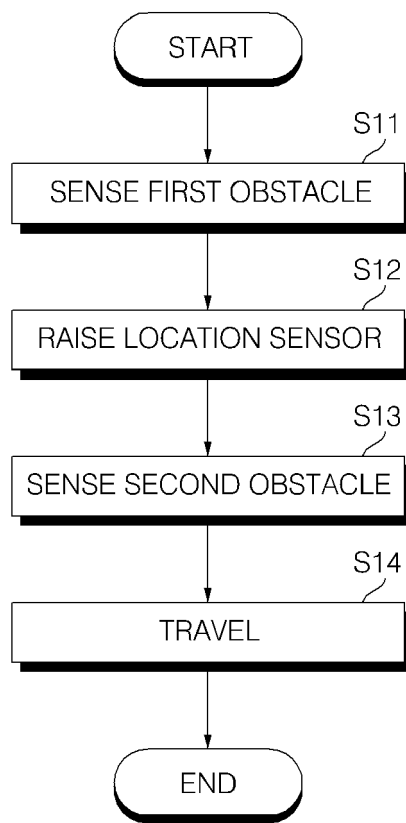 START
S11
SENSE FIRST OBSTACLE
S12
RAISE LOCATION SENSOR
S13
SENSE SECOND OBSTACLE
S14
TRAVEL
END